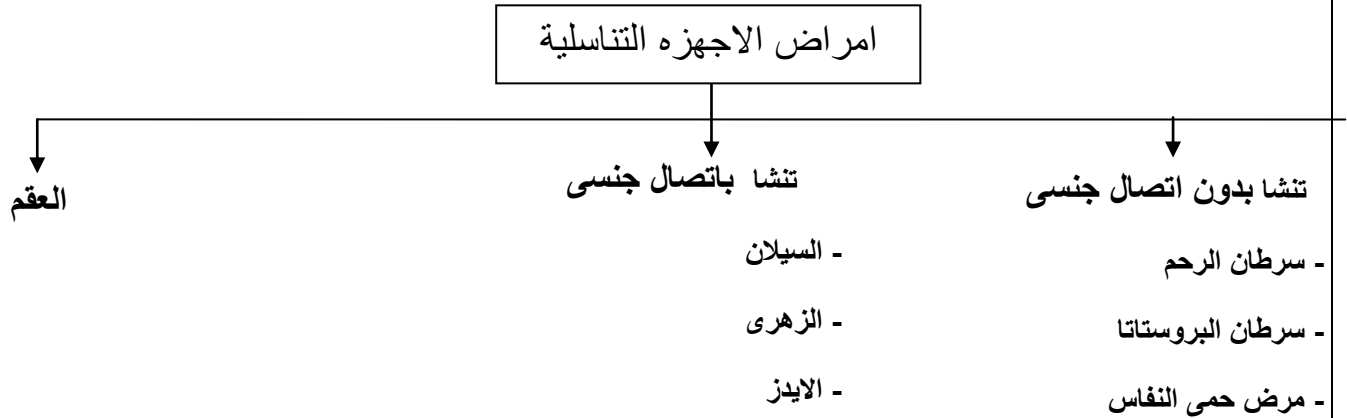 امراض الاجهزه التناسلية
تنشا بدون اتصال جنسى
- سرطان الرحم
- سرطان البروستاتا
- مرض حمى النفاس
تنشا باتصال جنسى
- السيلان
- الزهرى
- الايدز
العقم